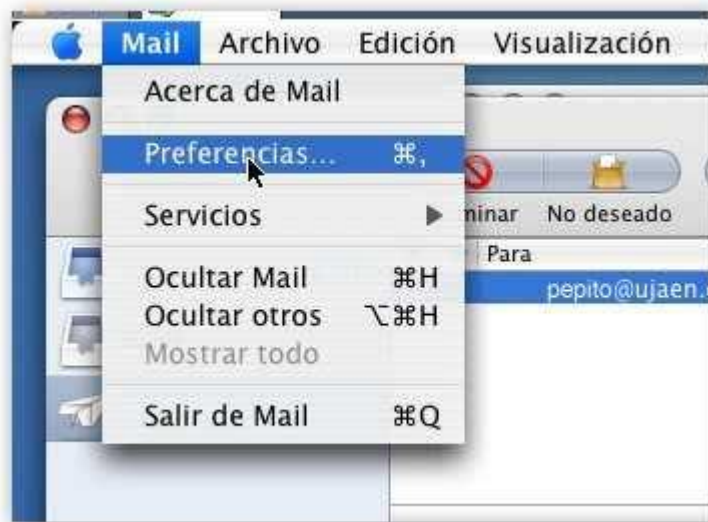 Mail Archivo Edición Visualización
Acerca de Mail
Preferencias... ⌘,
Servicios
minar No deseado
Para
Ocultar Mail ⌘H
pepito@ujaen.
Ocultar otros ⌥⌘H
Mostrar todo
Salir de Mail ⌘Q